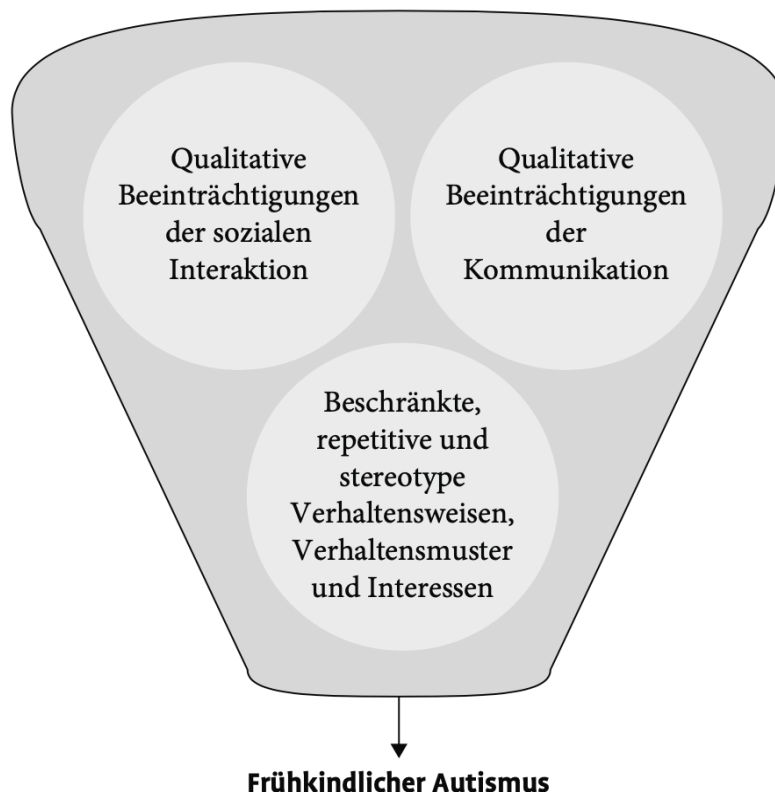 Qualitative
Beeinträchtigungen
der sozialen
Interaktion
Qualitative
Beeinträchtigungen
der
Kommunikation
Beschränkte,
repetitive und
stereotype
Verhaltensweisen,
Verhaltensmuster
und Interessen
Frühkindlicher Autismus